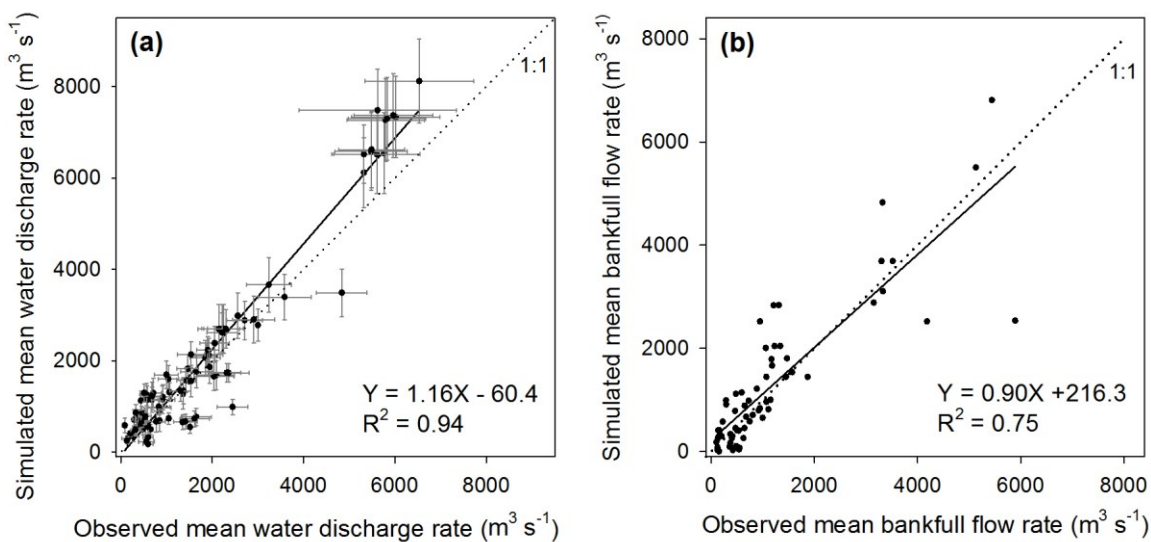 (a)
1:1
Simulated mean water discharge rate (m³ s⁻¹)
8000
6000
4000
2000
0
Y = 1.16X - 60.4
R² = 0.94
0 2000 4000 6000 8000
Observed mean water discharge rate (m³ s⁻¹)
(b)
1:1
Simulated mean bankfull flow rate (m³ s⁻¹)
8000
6000
4000
2000
0
Y = 0.90X +216.3
R² = 0.75
0 2000 4000 6000 8000
Observed mean bankfull flow rate (m³ s⁻¹)